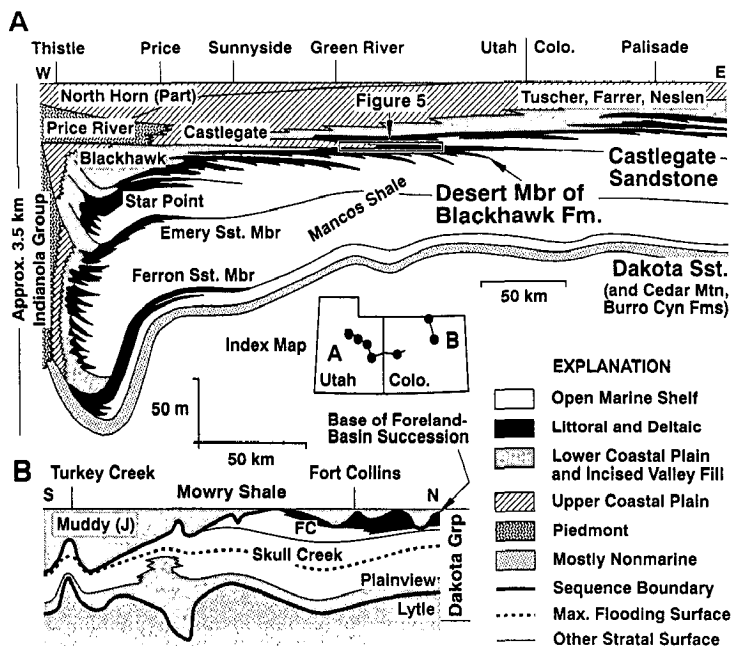 A
Thistle Price Sunnyside Green River Utah Colo. Palisade
W E
North Horn (Part)
Figure 5
Tuscher, Farrer, Neslen
Price River
Castlegate
Blackhawk
Castlegate
Sandstone
Star Point
Desert Mbr of
Blackhawk Fm.
Mancos Shale
Emery Sst. Mbr
Approx. 3.5 km
Indianola Group
Ferron Sst. Mbr
Dakota Sst.
(and Cedar Mtn,
Burro Cyn Fms)
50 km
Index Map
A B
Utah Colo.
50 m
50 km
Base of Foreland-
Basin Succession
EXPLANATION
Open Marine Shelf
Littoral and Deltaic
Lower Coastal Plain
and Incised Valley Fill
Upper Coastal Plain
Piedmont
Mostly Nonmarine
Sequence Boundary
Max. Flooding Surface
Other Stratal Surface
B
Turkey Creek Fort Collins
S Mowry Shale N
Muddy (J)
FC
Skull Creek
Plainview
Lytle
Dakota Grp